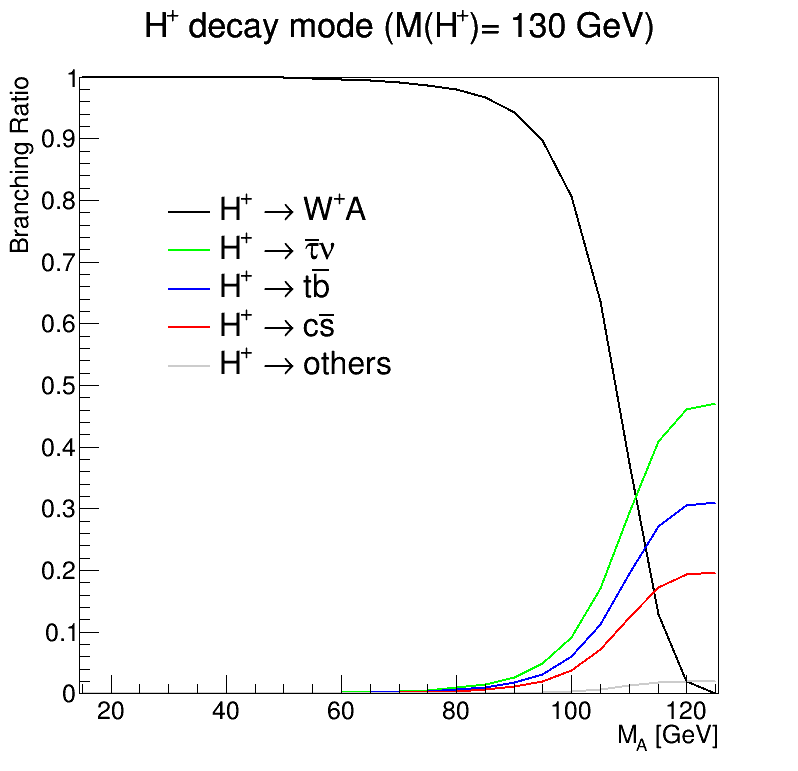 H⁺ decay mode (M(H⁺)= 130 GeV)
Branching Ratio
1
0.9
0.8
0.7
0.6
0.5
0.4
0.3
0.2
0.1
0
H⁺ → W⁺A
H⁺ → τ̅ν
H⁺ → tb̅
H⁺ → cs̅
H⁺ → others
20 40 60 80 100 120
M_A [GeV]